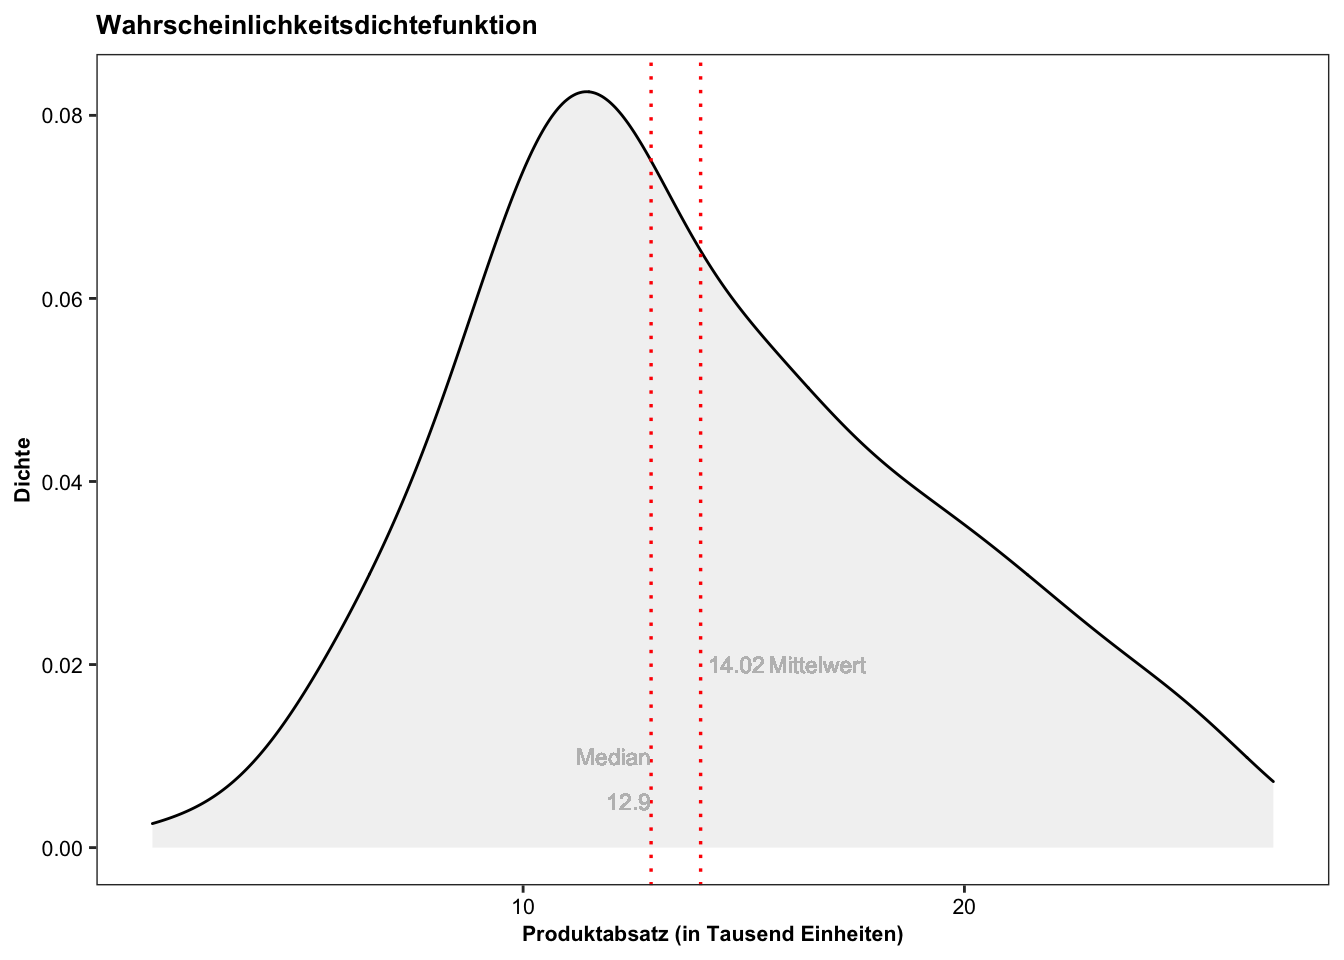 Wahrscheinlichkeitsdichtefunktion
Dichte
0.08
0.06
0.04
0.02
0.00
14.02 Mittelwert
Median
12.9
10
20
Produktabsatz (in Tausend Einheiten)